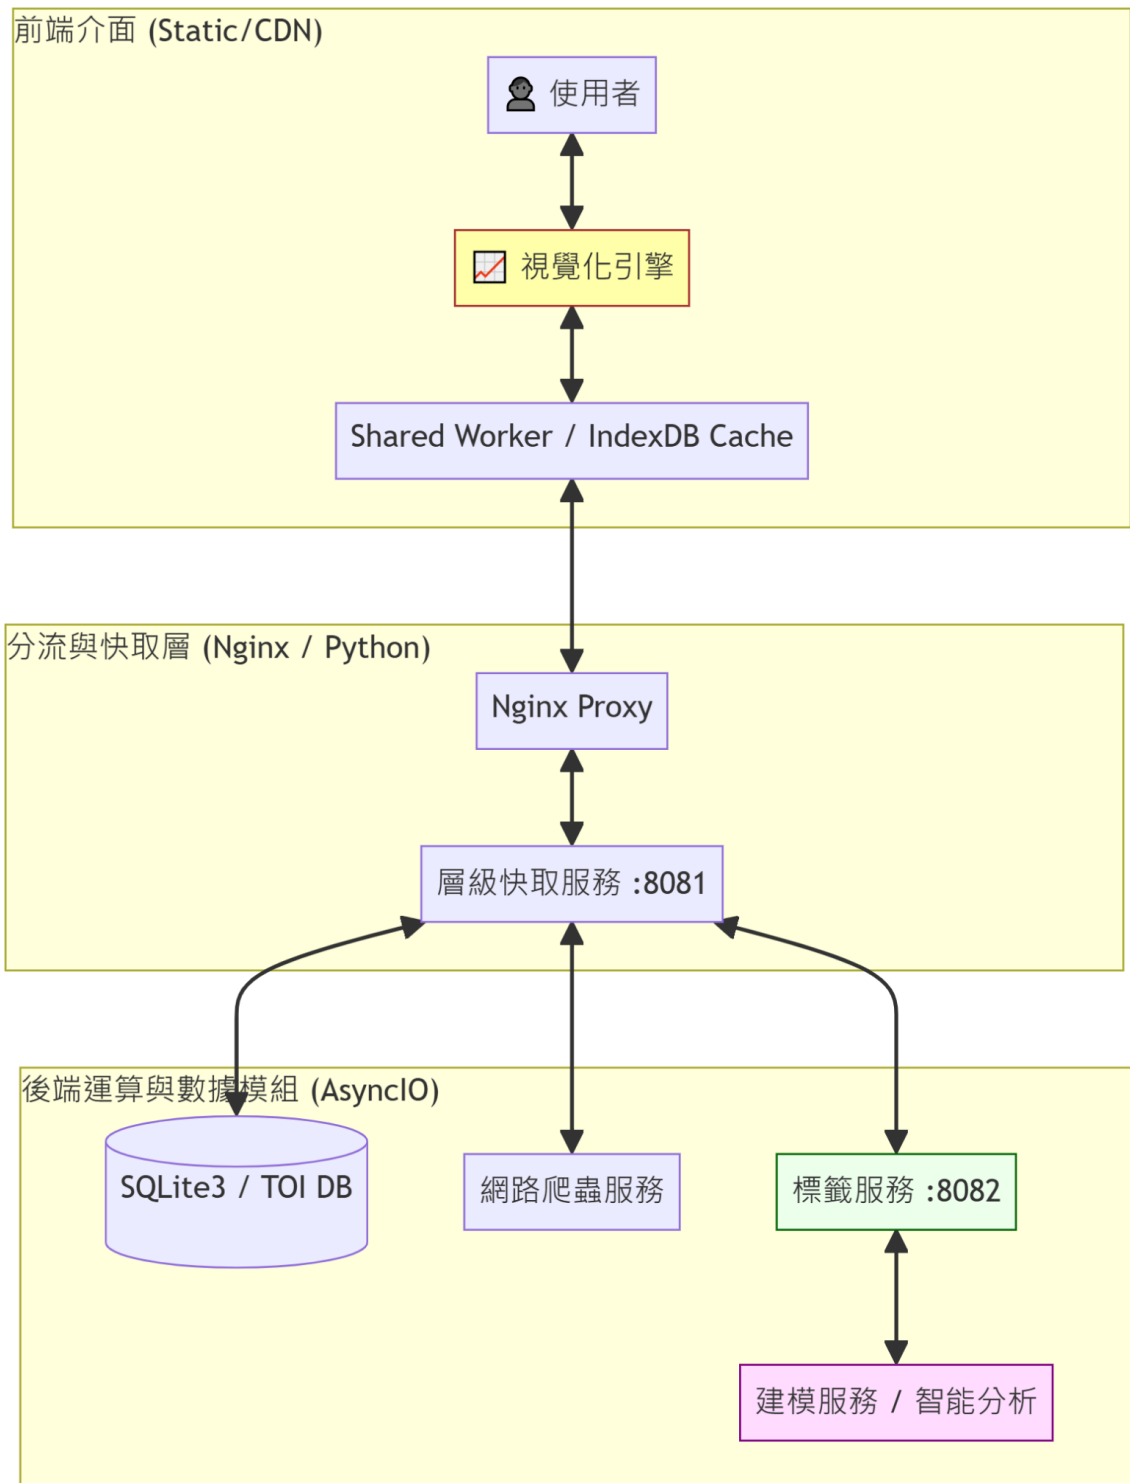 前端介面 (Static/CDN)
使用者
視覺化引擎
Shared Worker / IndexDB Cache
分流與快取層 (Nginx / Python)
Nginx Proxy
層級快取服務 :8081
後端運算與數據模組 (AsyncIO)
SQLite3 / TOI DB
網路爬蟲服務
標籤服務 :8082
建模服務 / 智能分析